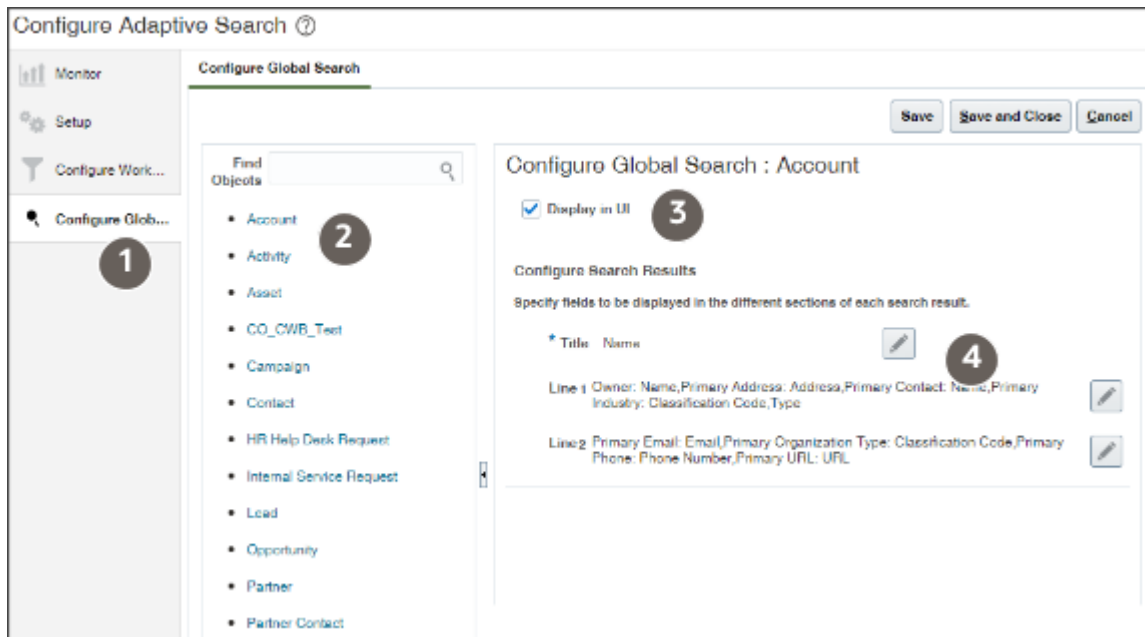 Configure Adaptive Search ?
Monitor
Setup
Configure Work...
Configure Glob...
1
Configure Global Search
Save
Save and Close
Cancel
Find
Objects
Account
2
Activity
Asset
CO_CWB_Test
Campaign
Contact
HR Help Desk Request
Internal Service Request
Lead
Opportunity
Partner
Partner Contact
Configure Global Search : Account
Display in UI
3
Configure Search Results
Specify fields to be displayed in the different sections of each search result.
* Title Name
4
Line 1 Owner: Name,Primary Address: Address,Primary Contact: Name,Primary
Industry: Classification Code,Type
Line 2 Primary Email: Email,Primary Organization Type: Classification Code,Primary
Phone: Phone Number,Primary URL: URL